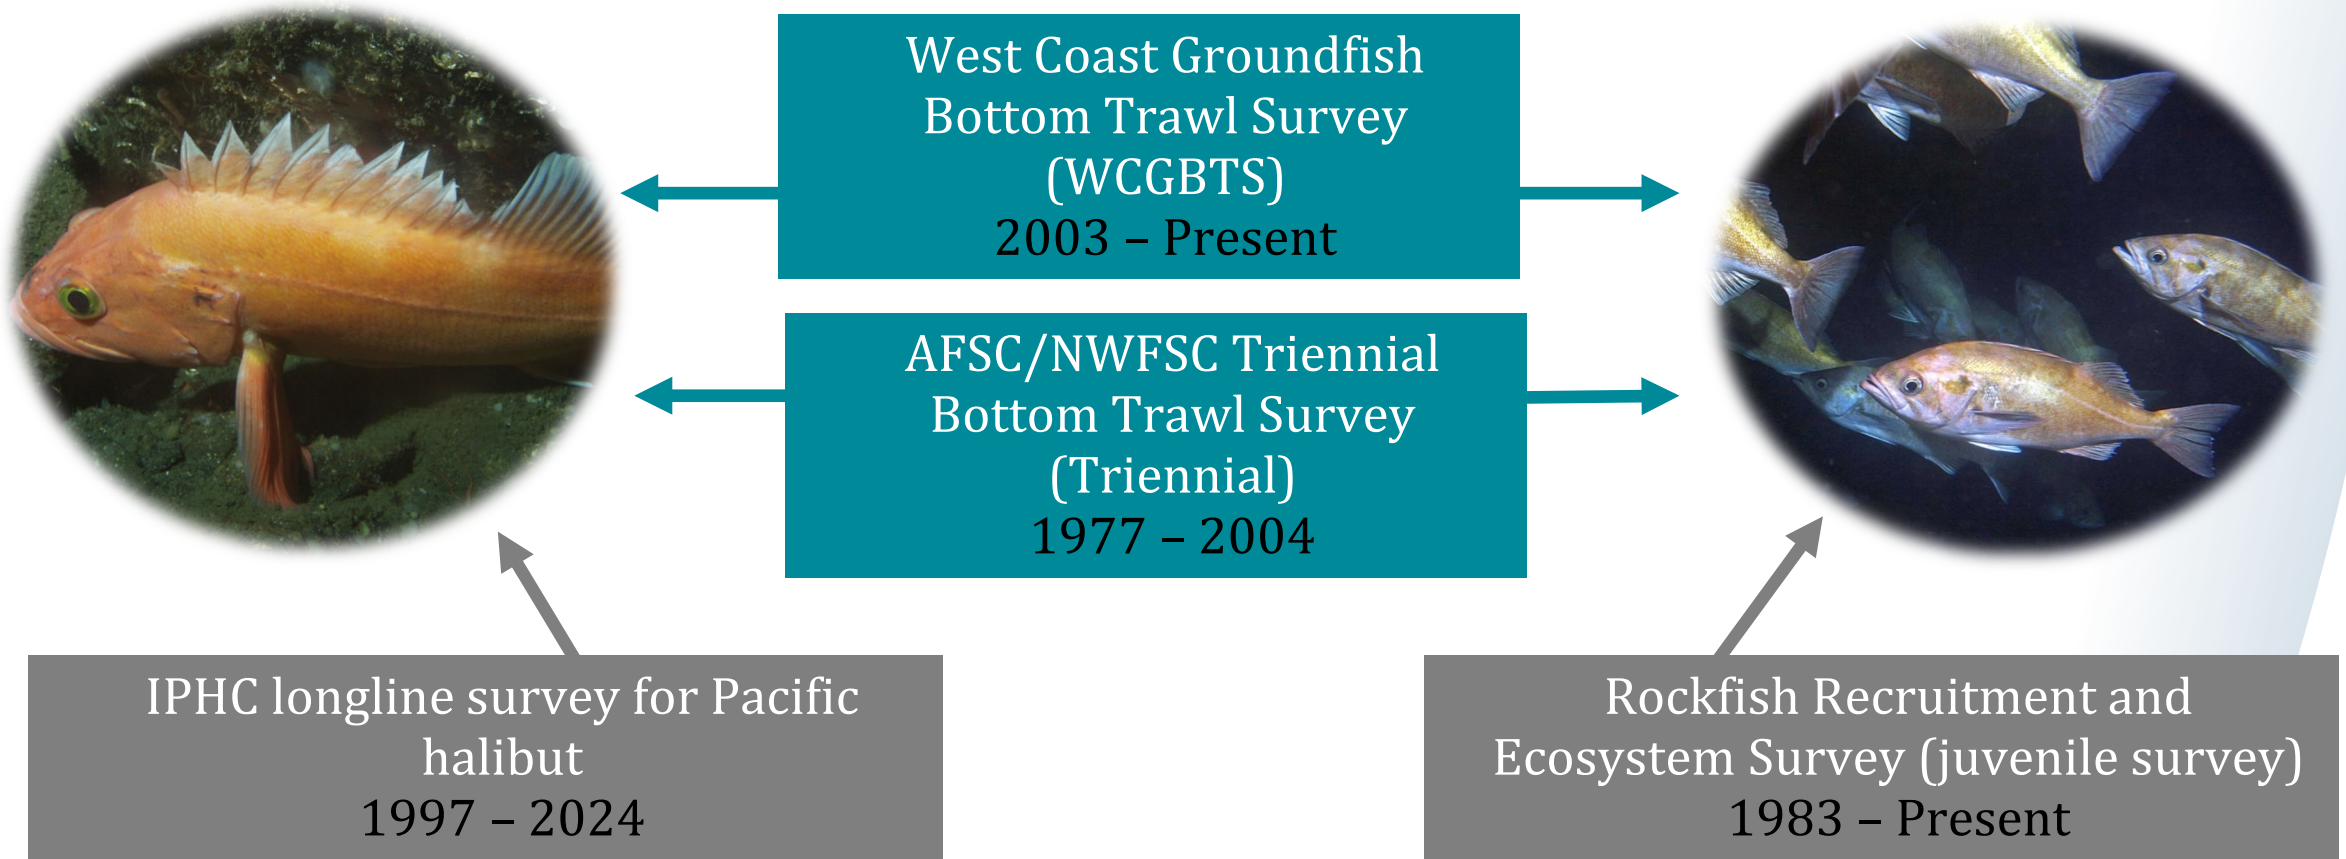 West Coast Groundfish
Bottom Trawl Survey
(WCGBTS)
2003 – Present
AFSC/NWFSC Triennial
Bottom Trawl Survey
(Triennial)
1977 – 2004
IPHC longline survey for Pacific
halibut
1997 – 2024
Rockfish Recruitment and
Ecosystem Survey (juvenile survey)
1983 – Present